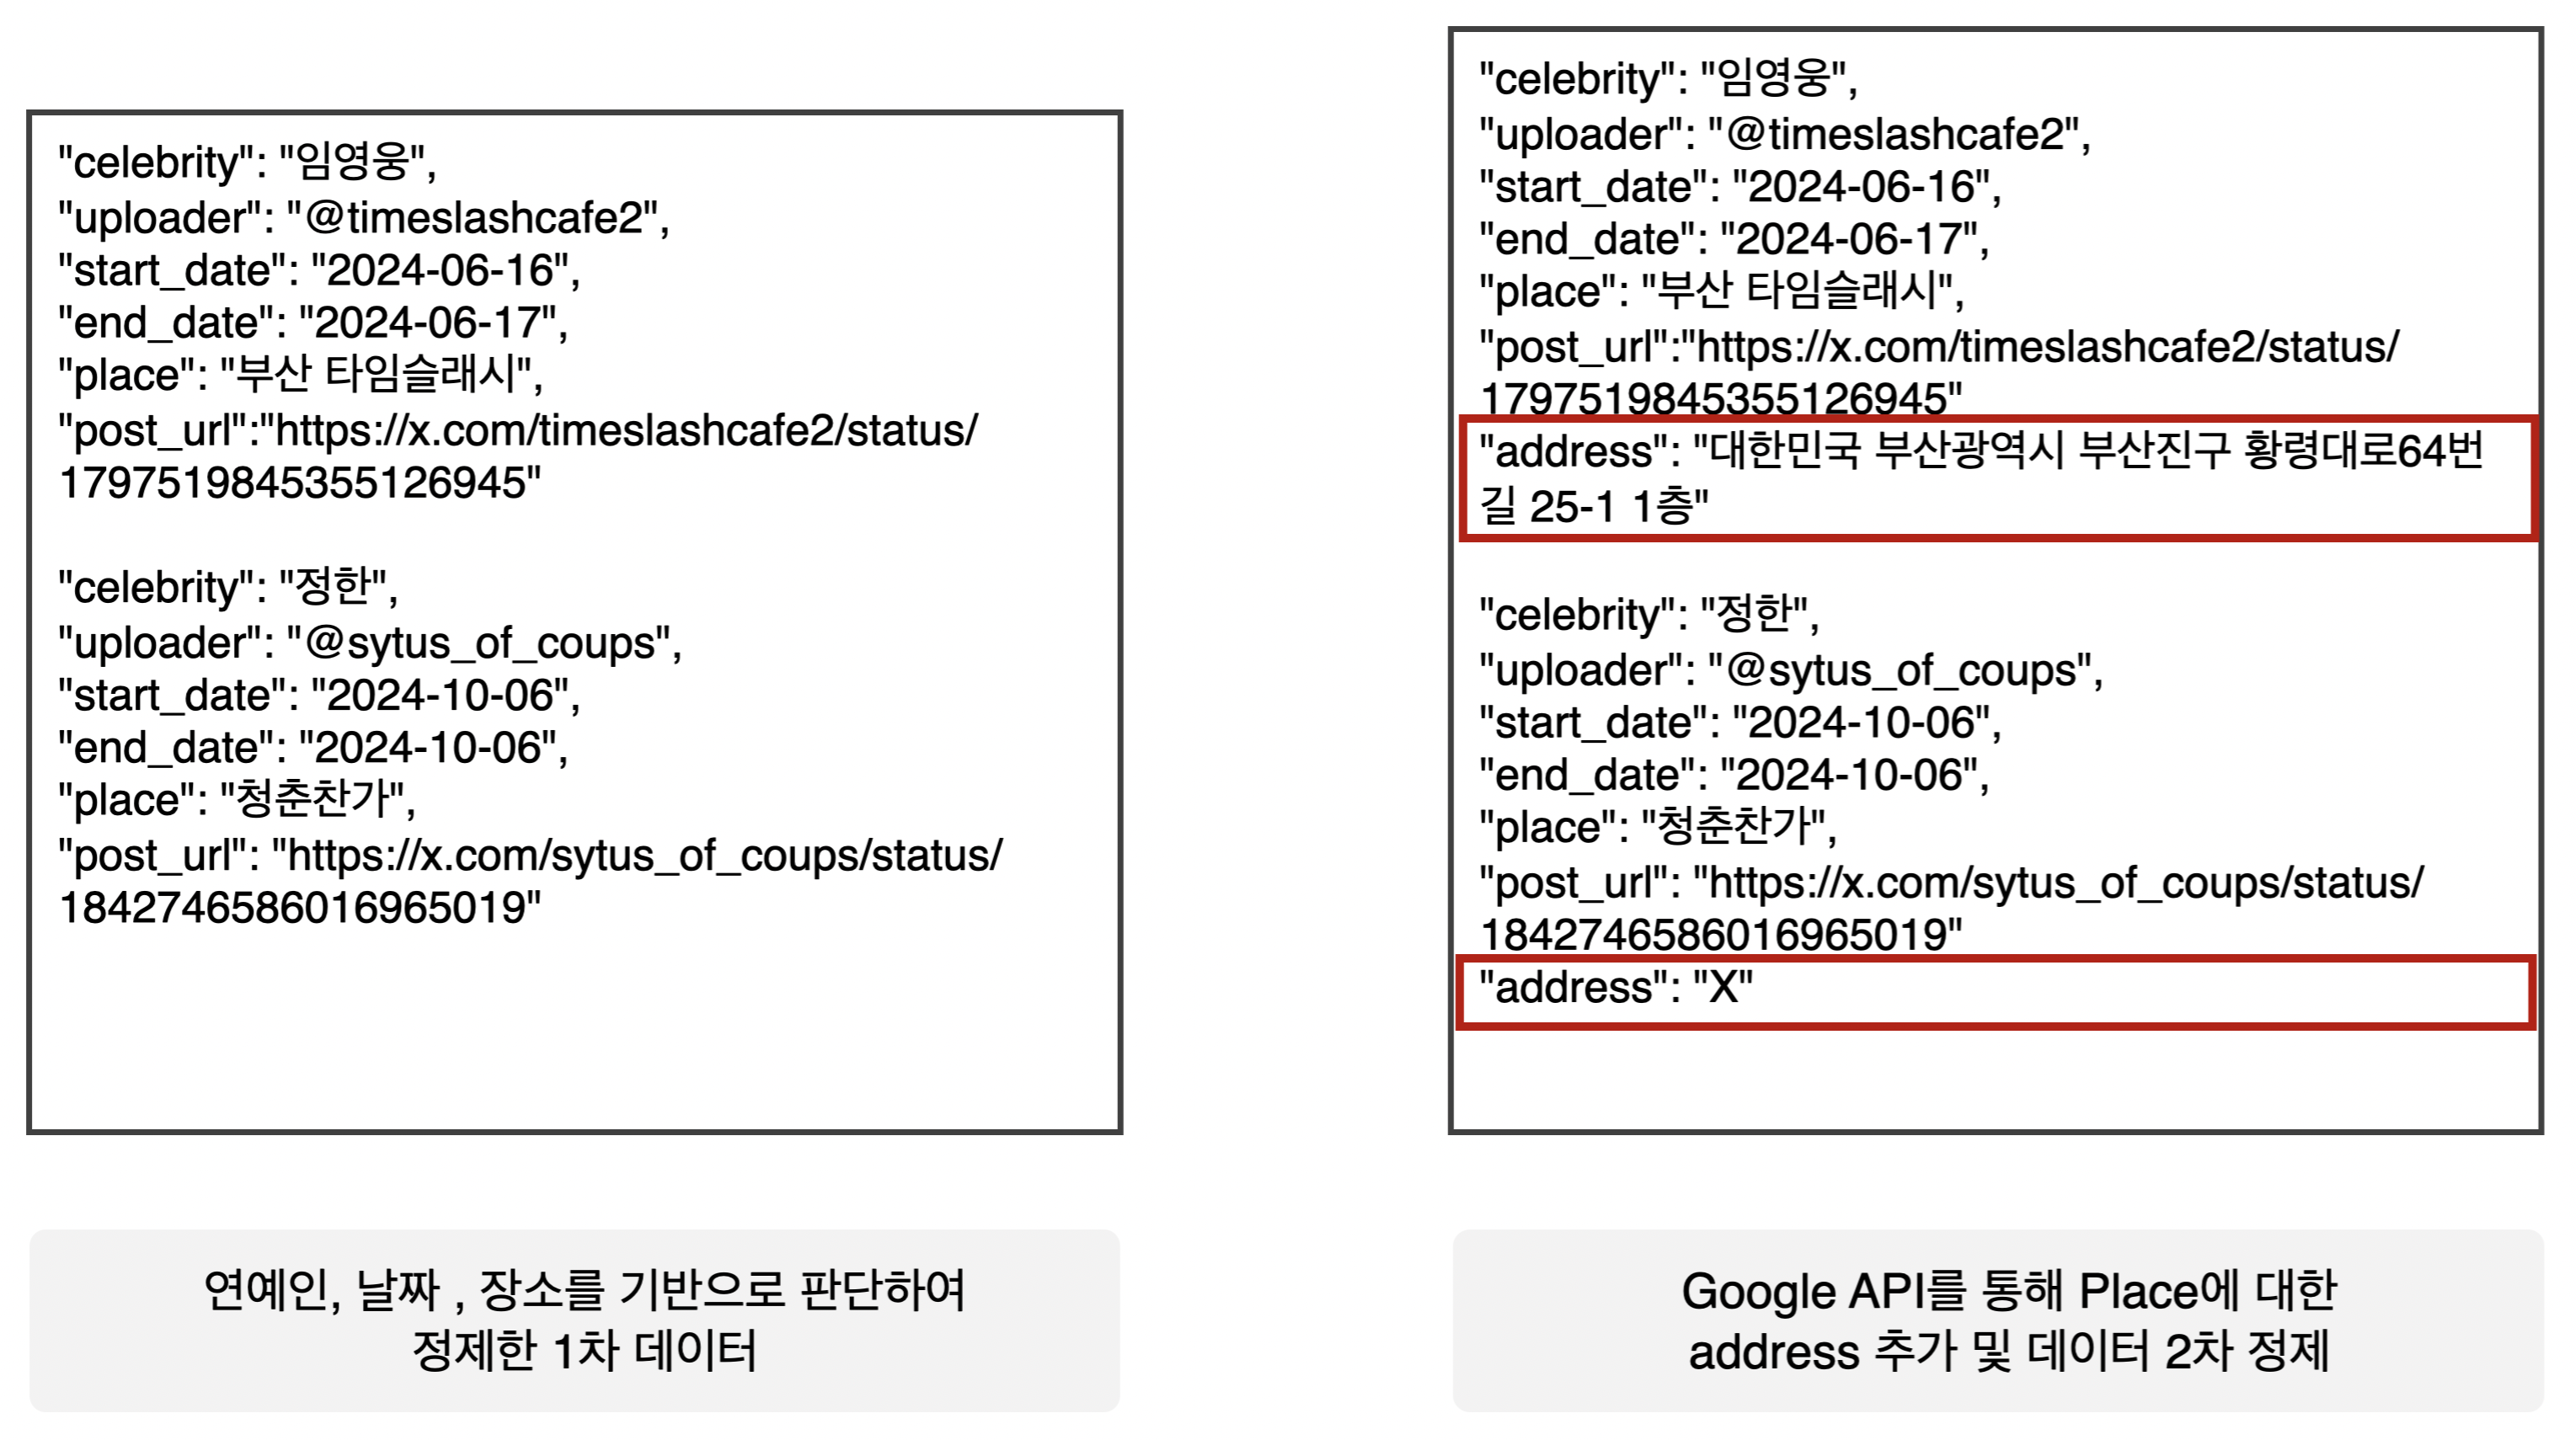 "celebrity": "임영웅",
"uploader": "@timeslashcafe2",
"start_date": "2024-06-16",
"end_date": "2024-06-17",
"place": "부산 타임슬래시",
"post_url":"https://x.com/timeslashcafe2/status/
1797519845355126945"
"celebrity": "정한",
"uploader": "@sytus_of_coups",
"start_date": "2024-10-06",
"end_date": "2024-10-06",
"place": "청춘찬가",
"post_url": "https://x.com/sytus_of_coups/status/
1842746586016965019"
연예인, 날짜 , 장소를 기반으로 판단하여
정제한 1차 데이터
"celebrity": "임영웅",
"uploader": "@timeslashcafe2",
"start_date": "2024-06-16",
"end_date": "2024-06-17",
"place": "부산 타임슬래시",
"post_url":"https://x.com/timeslashcafe2/status/
1797519845355126945"
"address": "대한민국 부산광역시 부산진구 황령대로64번
길 25-1 1층"
"celebrity": "정한",
"uploader": "@sytus_of_coups",
"start_date": "2024-10-06",
"end_date": "2024-10-06",
"place": "청춘찬가",
"post_url": "https://x.com/sytus_of_coups/status/
1842746586016965019"
"address": "X"
Google API를 통해 Place에 대한
address 추가 및 데이터 2차 정제